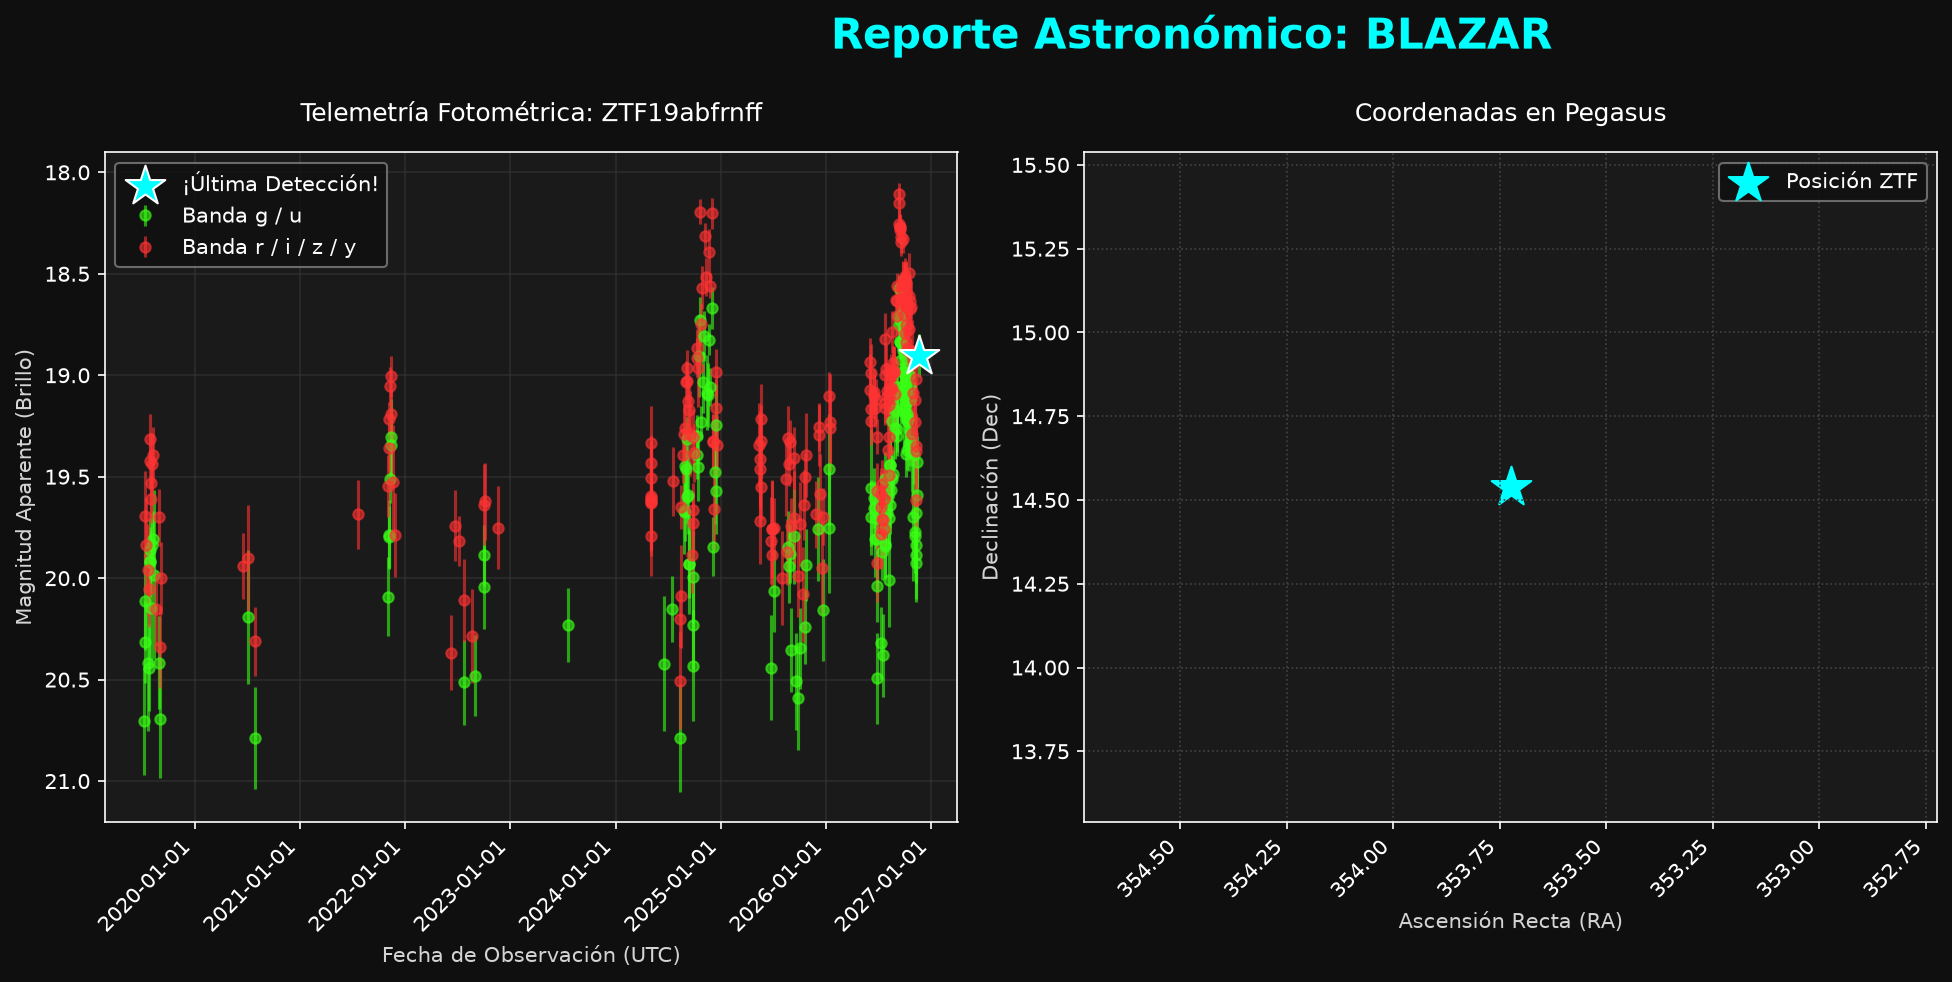 Reporte Astronómico: BLAZAR
Telemetría Fotométrica: ZTF19abfrnff
¡Última Detección!
Banda g / u
Banda r / i / z / y
18.0
18.5
19.0
19.5
20.0
20.5
21.0
Magnitud Aparente (Brillo)
2020-01-01
2021-01-01
2022-01-01
2023-01-01
2024-01-01
2025-01-01
2026-01-01
2027-01-01
Fecha de Observación (UTC)
Coordenadas en Pegasus
Posición ZTF
15.50
15.25
15.00
14.75
14.50
14.25
14.00
13.75
Declinación (Dec)
354.50
354.25
354.00
353.75
353.50
353.25
353.00
352.75
Ascensión Recta (RA)